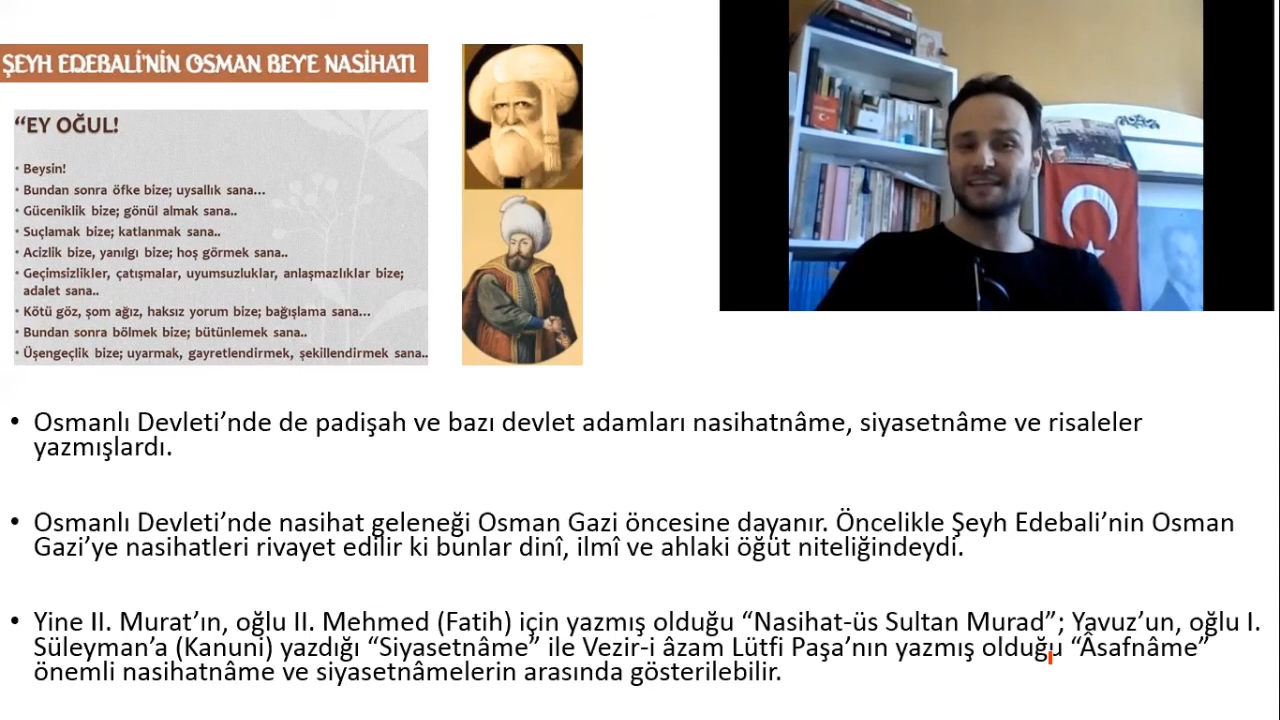 ŞEYH EDEBALİ'NİN OSMAN BEY'E NASİHATI
“EY OĞUL!
• Beysin!
• Bundan sonra öfke bize; uysallık sana...
• Güceniklik bize; gönül almak sana..
• Suçlamak bize; katlanmak sana..
• Acizlik bize, yanılgı bize; hoş görmek sana..
• Geçimsizlikler, çatışmalar, uyumsuzluklar, anlaşmazlıklar bize;
adalet sana..
• Kötü göz, şom ağız, haksız yorum bize; bağışlama sana...
• Bundan sonra bölmek bize; bütünlemek sana..
• Üşengeçlik bize; uyarmak, gayretlendirmek, şekillendirmek sana..
• Osmanlı Devleti’nde de padişah ve bazı devlet adamları nasihatnâme, siyasetnâme ve risaleler
yazmışlardı.
• Osmanlı Devleti’nde nasihat geleneği Osman Gazi öncesine dayanır. Öncelikle Şeyh Edebali’nin Osman
Gazi’ye nasihatleri rivayet edilir ki bunlar dinî, ilmî ve ahlaki öğüt niteliğindeydi.
• Yine II. Murat’ın, oğlu II. Mehmed (Fatih) için yazmış olduğu “Nasihat-üs Sultan Murad”; Yavuz’un, oğlu I.
Süleyman’a (Kanuni) yazdığı “Siyasetnâme” ile Vezir-i âzam Lütfi Paşa’nın yazmış olduğu “Âsafnâme”
önemli nasihatnâme ve siyasetnâmelerin arasında gösterilebilir.